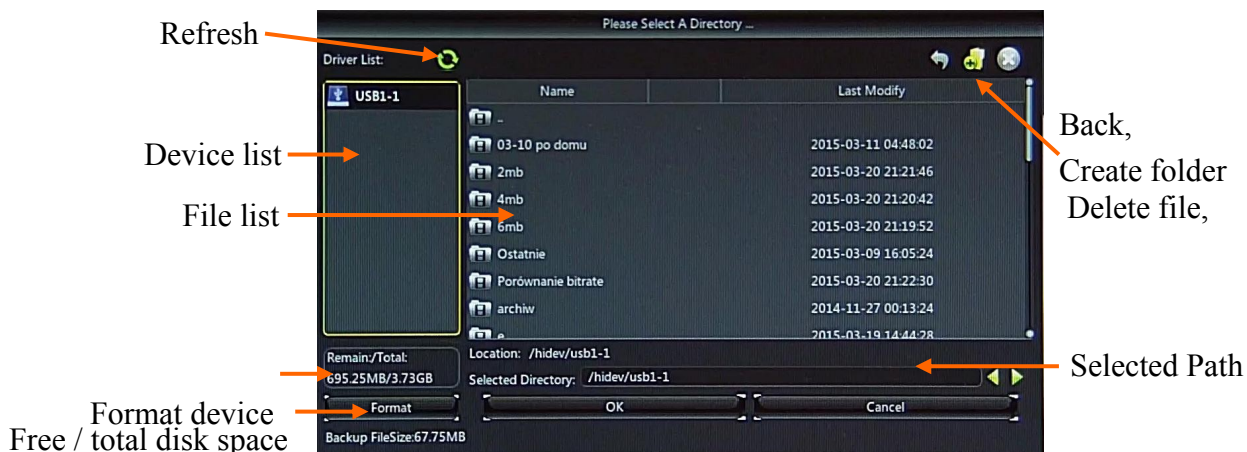 Please Select A Directory ...
Refresh
Driver List:
USB1-1
Name Last Modify
..
03-10 po domu 2015-03-11 04:48:02
2mb 2015-03-20 21:21:46
4mb 2015-03-20 21:20:42
6mb 2015-03-20 21:19:52
Ostatnie 2015-03-09 16:05:24
Porównanie bitrate 2015-03-20 21:22:30
archiw 2014-11-27 00:13:24
e 2015-03-19 14:44:28
Device list
File list
Back,
Create folder
Delete file,
Remain:/Total:
695.25MB/3.73GB
Location: /hidev/usb1-1
Selected Directory: /hidev/usb1-1
Selected Path
Format
OK
Cancel
Format device
Free / total disk space
Backup FileSize:67.75MB